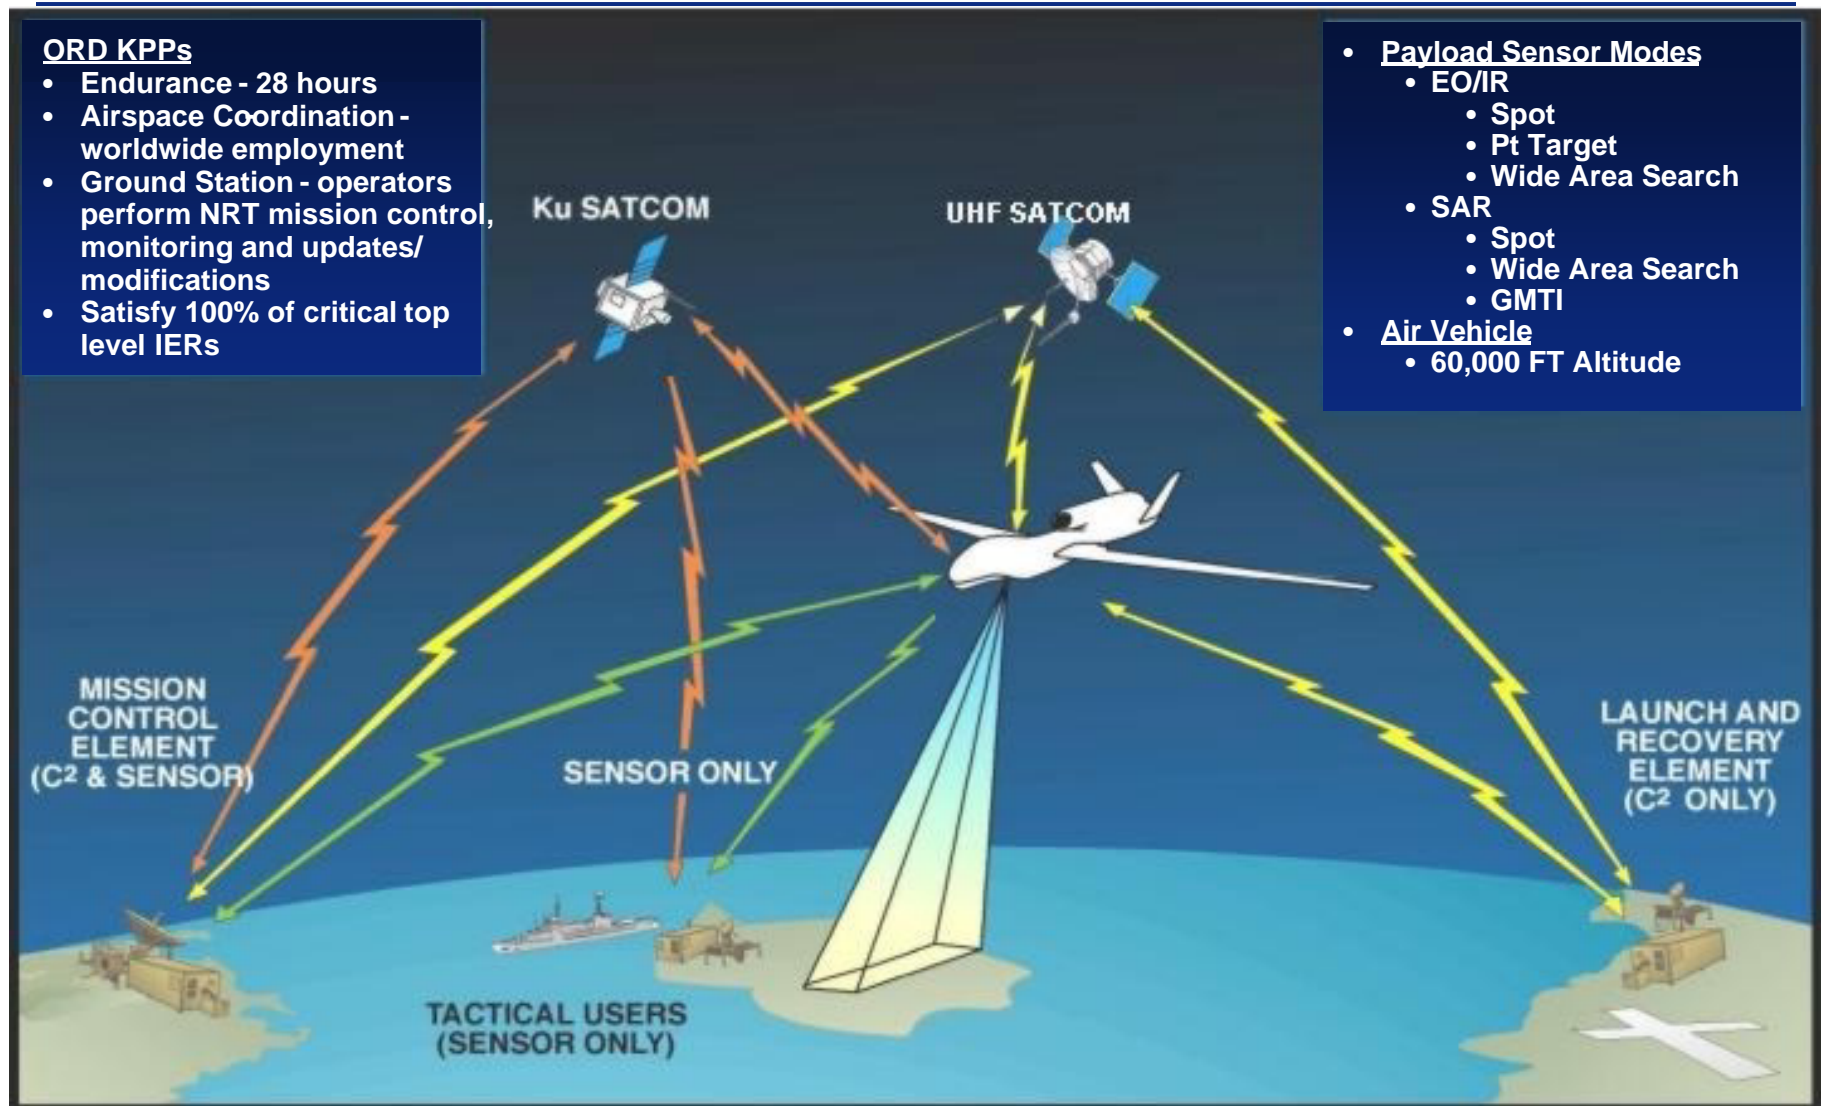 ORD KPPs
• Endurance - 28 hours
• Airspace Coordination -
worldwide employment
• Ground Station - operators
perform NRT mission control,
monitoring and updates/
modifications
• Satisfy 100% of critical top
level IERs
• Payload Sensor Modes
• EO/IR
• Spot
• Pt Target
• Wide Area Search
• SAR
• Spot
• Wide Area Search
• GMTI
• Air Vehicle
• 60,000 FT Altitude
Ku SATCOM
UHF SATCOM
MISSION
CONTROL
ELEMENT
(C² & SENSOR)
SENSOR ONLY
LAUNCH AND
RECOVERY
ELEMENT
(C² ONLY)
TACTICAL USERS
(SENSOR ONLY)